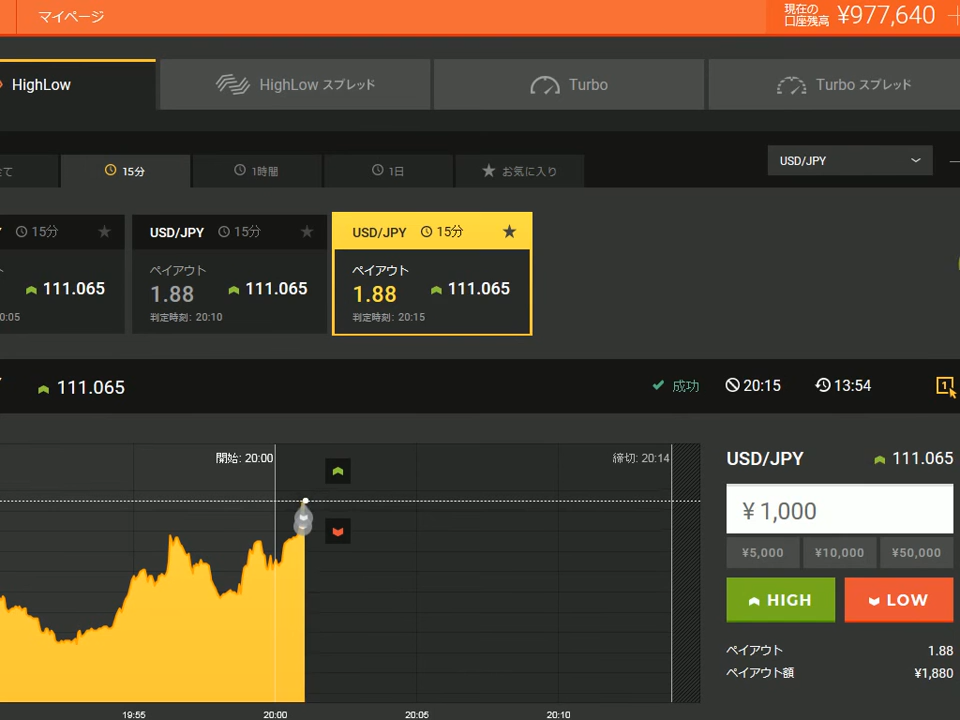 マイページ
現在の
口座残高
¥977,640
HighLow
HighLow スプレッド
Turbo
Turbo スプレッド
15分
1時間
1日
お気に入り
USD/JPY
15分
USD/JPY 15分
USD/JPY 15分
111.065
ペイアウト
1.88
111.065
判定時刻: 20:10
ペイアウト
1.88
111.065
判定時刻: 20:15
111.065
成功
20:15
13:54
1
開始: 20:00
締切: 20:14
19:55
20:00
20:05
20:10
USD/JPY
111.065
¥ 1,000
¥5,000
¥10,000
¥50,000
HIGH
LOW
ペイアウト
1.88
ペイアウト額
¥1,880